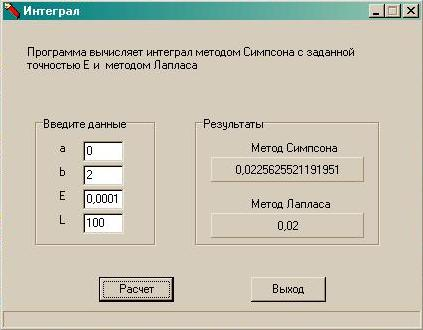 Интеграл
Программа вычисляет интеграл методом Симпсона с заданной
точностью E и методом Лапласа
Введите данные
a 0
b 2
E 0,0001
L 100
Результаты
Метод Симпсона
0,0225625521191951
Метод Лапласа
0,02
Расчет
Выход